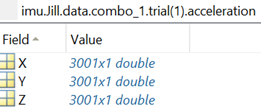 imu.Jill.data.combo_1.trial(1).acceleration
Field Value
X 3001x1 double
Y 3001x1 double
Z 3001x1 double